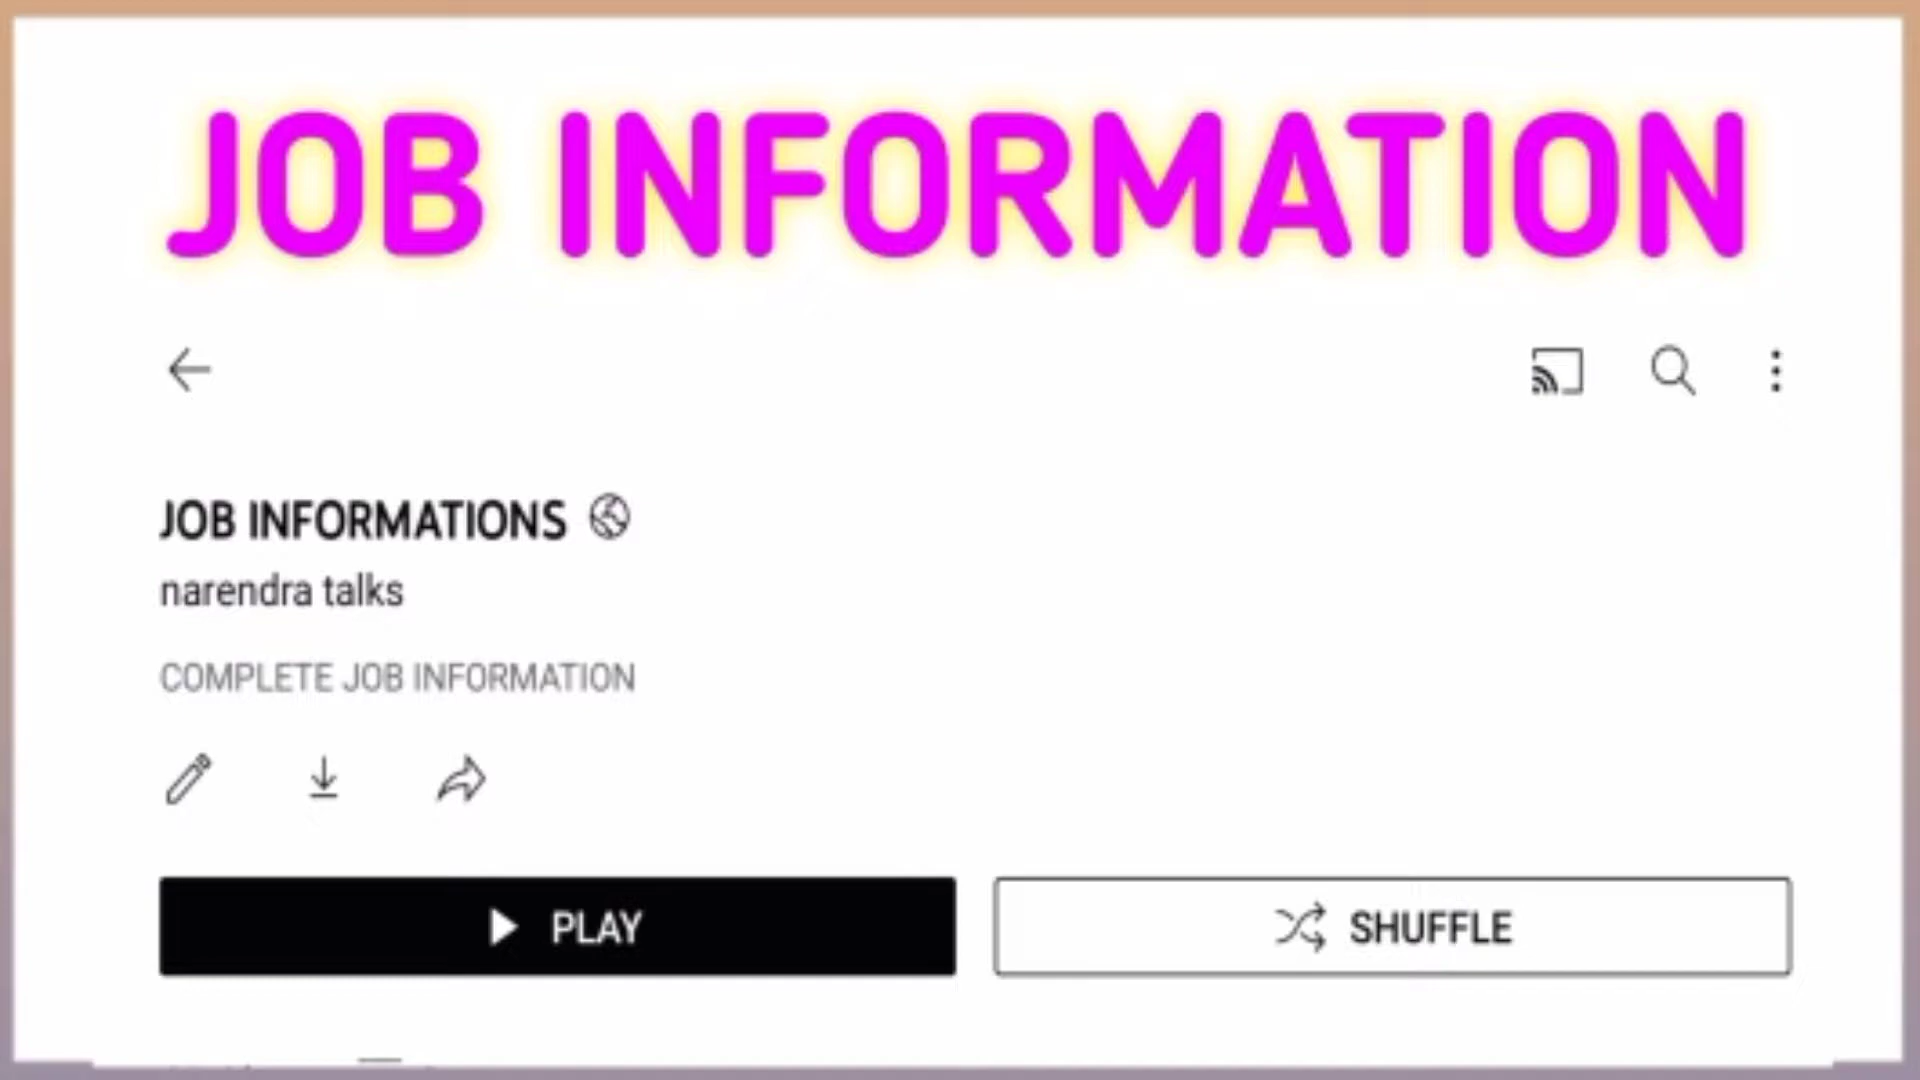 JOB INFORMATION
JOB INFORMATIONS
narendra talks
COMPLETE JOB INFORMATION
PLAY
SHUFFLE